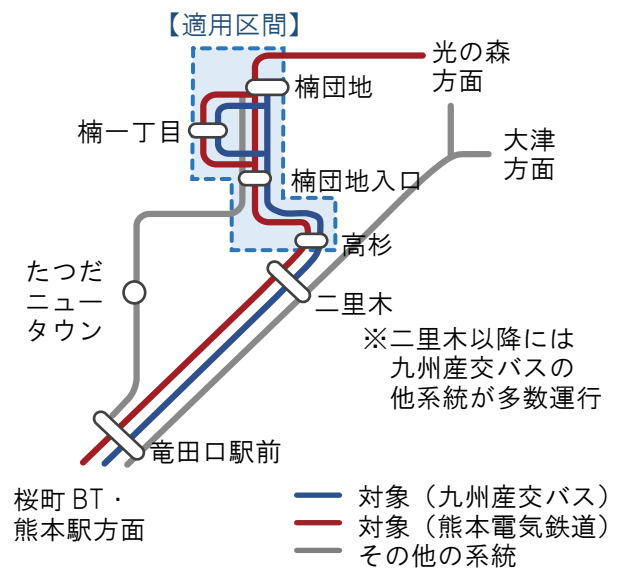 【適用区間】
光の森
方面
楠団地
楠一丁目
大津
方面
楠団地入口
高杉
たつだ
ニュー
タウン
二里木
※二里木以降には
九州産交バスの
他系統が多数運行
竜田口駅前
桜町BT・
熊本駅方面
対象（九州産交バス）
対象（熊本電気鉄道）
その他の系統